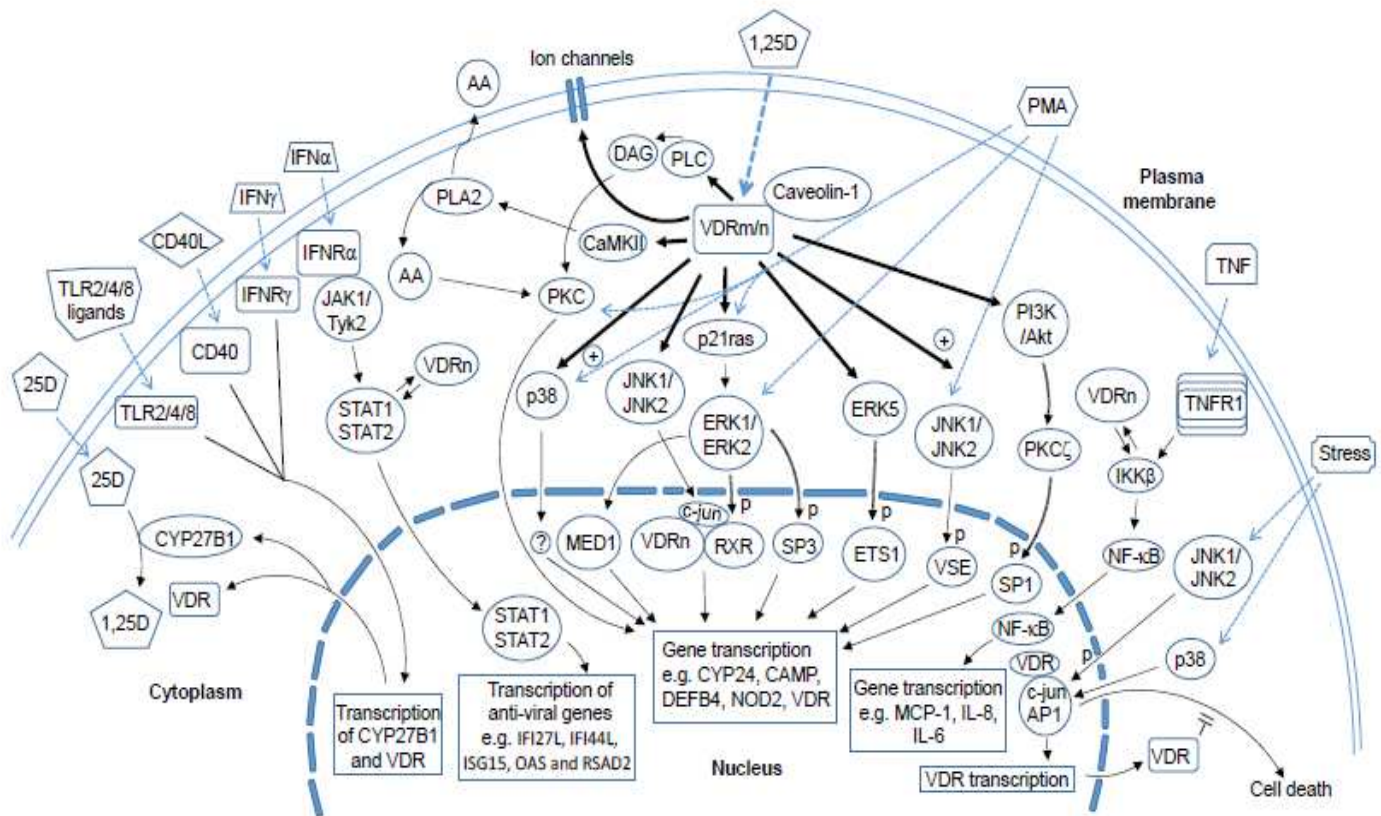 1,25D
Ion channels
AA
PMA
IFNα
DAG
PLC
Plasma
membrane
IFNγ
PLA2
Caveolin-1
VDRm/n
CD40L
IFNRα
CaMKII
TNF
TLR2/4/8
ligands
IFNRγ
JAK1/
Tyk2
AA
PKC
PI3K
/Akt
p21ras
CD40
+
+
VDRn
25D
p38
JNK1/
JNK2
VDRn
TNFR1
TLR2/4/8
STAT1
STAT2
ERK1/
ERK2
ERK5
JNK1/
JNK2
PKCζ
Stress
25D
IKKβ
c-jun
p
p
p
CYP27B1
?
MED1
VDRn
RXR
SP3
ETS1
p
p
NF-κB
JNK1/
JNK2
VSE
SP1
VDR
1,25D
STAT1
STAT2
NF-κB
Gene transcription
e.g. CYP24, CAMP,
DEFB4, NOD2, VDR
VDR
p
p38
Cytoplasm
Transcription of
anti-viral genes
e.g. IFI27L, IFI44L,
ISG15, OAS and RSAD2
Gene transcription
e.g. MCP-1, IL-8,
IL-6
c-jun
AP1
Transcription
of CYP27B1
and VDR
Nucleus
VDR transcription
VDR
Cell death